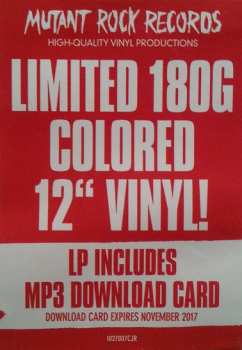 MUTANT ROCK RECORDS
HIGH-QUALITY VINYL PRODUCTIONS
LIMITED 180G
COLORED
12“ VINYL!
LP INCLUDES
MP3 DOWNLOAD CARD
DOWNLOAD CARD EXPIRES NOVEMBER 2017